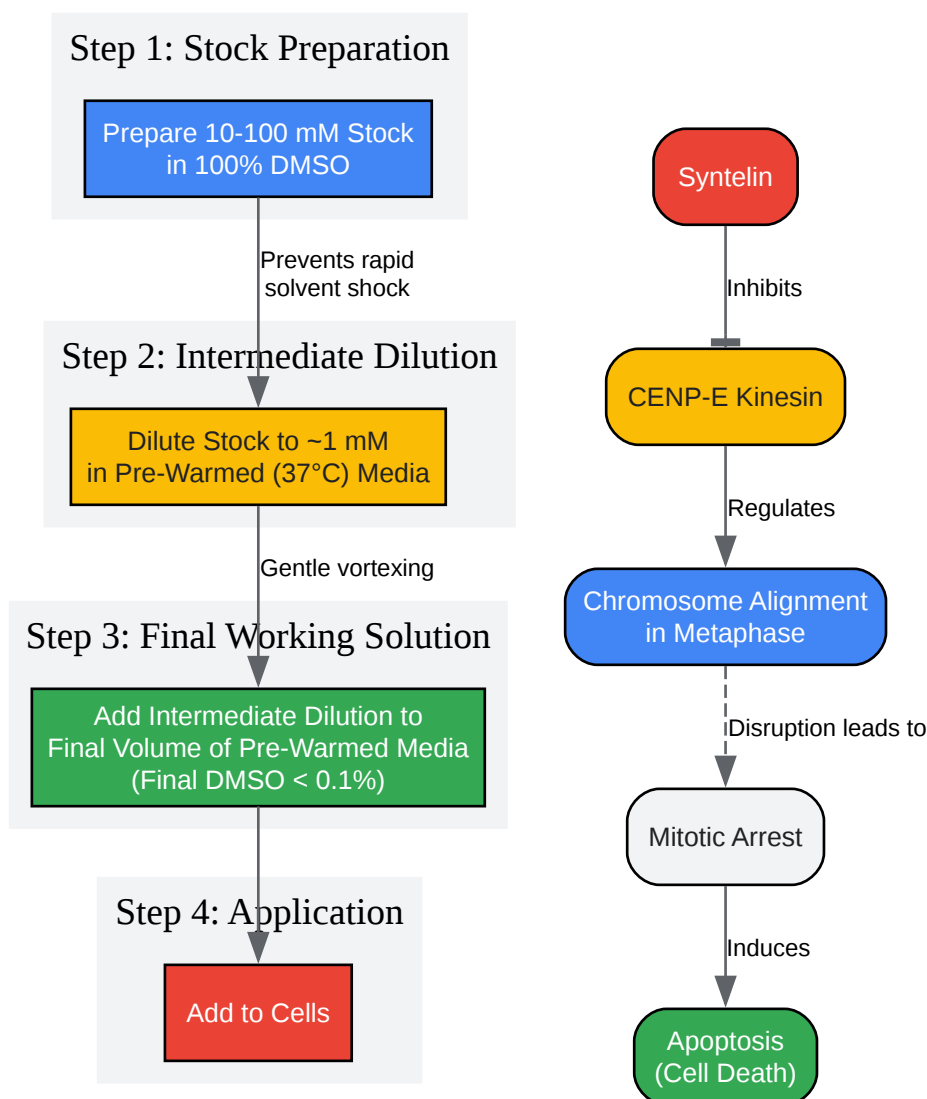 Step 1: Stock Preparation
Prepare 10-100 mM Stock
in 100% DMSO
Prevents rapid
solvent shock
Step 2: Intermediate Dilution
Dilute Stock to ~1 mM
in Pre-Warmed (37°C) Media
Gentle vortexing
Step 3: Final Working Solution
Add Intermediate Dilution to
Final Volume of Pre-Warmed Media
(Final DMSO < 0.1%)
Step 4: Application
Add to Cells
Syntelin
Inhibits
CENP-E Kinesin
Regulates
Chromosome Alignment
in Metaphase
Disruption leads to
Mitotic Arrest
Induces
Apoptosis
(Cell Death)